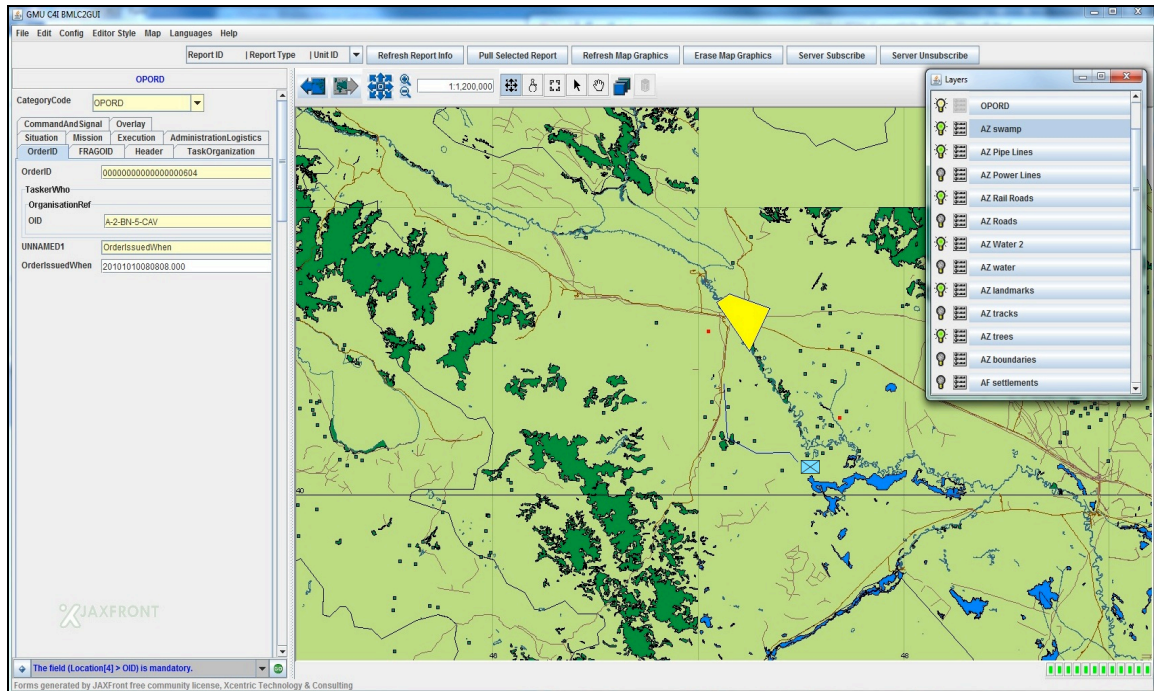 GMU C4I BMLC2GUI
File Edit Config Editor Style Map Languages Help
Report ID | Report Type | Unit ID Refresh Report Info Pull Selected Report Refresh Map Graphics Erase Map Graphics Server Subscribe Server Unsubscribe
OPORD
CategoryCode OPORD
CommandAndSignal Overlay
Situation Mission Execution AdministrationLogistics
OrderID FRAGOID Header TaskOrganization
OrderID 00000000000000000604
TaskerWho
OrganisationRef
OID A-2-BN-5-CAV
UNNAMED1 OrderIssuedWhen
OrderIssuedWhen 20101010080808.000
JAXFRONT
The field (Location[4] > OID) is mandatory.
Forms generated by JAXFront free community license, Xcentric Technology & Consulting
1:1,200,000
40
46
48
46
48
Layers
OPORD
AZ swamp
AZ Pipe Lines
AZ Power Lines
AZ Rail Roads
AZ Roads
AZ Water 2
AZ water
AZ landmarks
AZ tracks
AZ trees
AZ boundaries
AF settlements